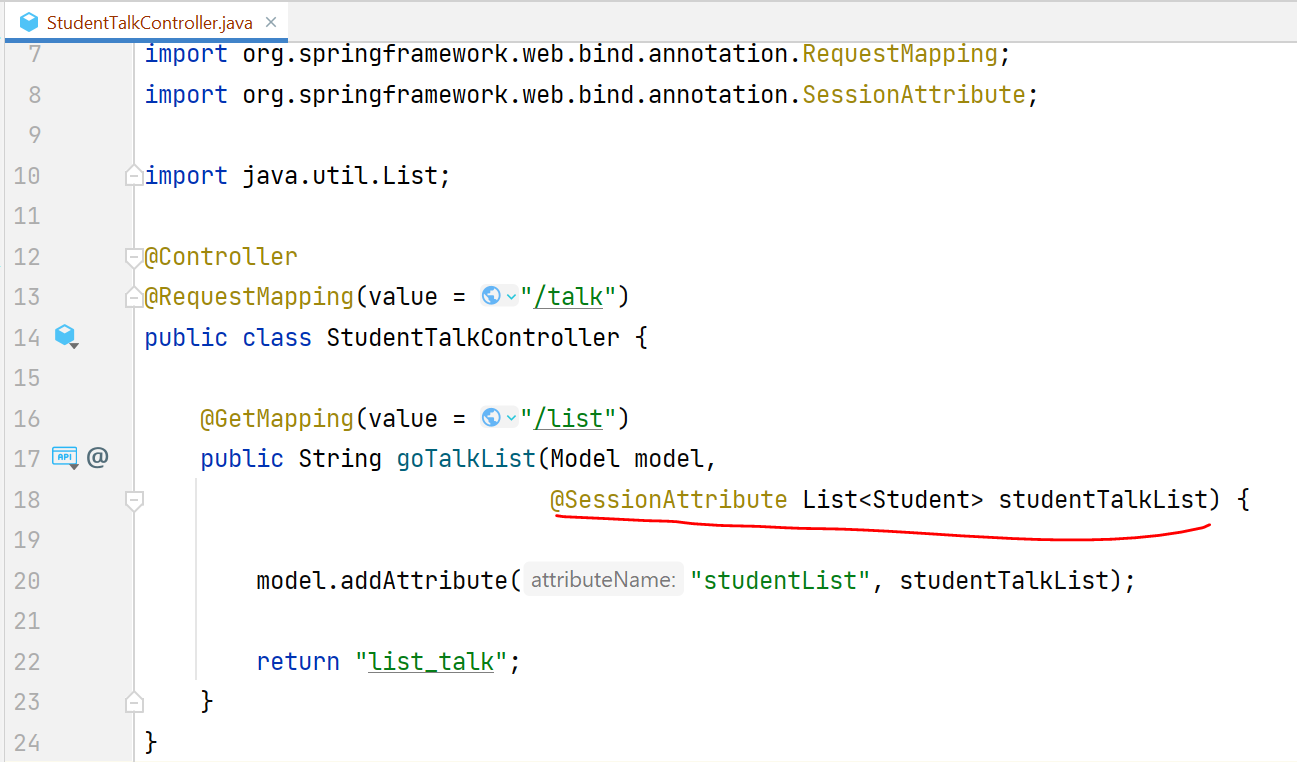 StudentTalkController.java ×
7 import org.springframework.web.bind.annotation.RequestMapping;
8 import org.springframework.web.bind.annotation.SessionAttribute;
9
10 import java.util.List;
11
12 @Controller
13 @RequestMapping(value = "/talk")
14 public class StudentTalkController {
15
16 @GetMapping(value = "/list")
17 API @ public String goTalkList(Model model,
18 @SessionAttribute List<Student> studentTalkList) {
19
20 model.addAttribute( attributeName: "studentList", studentTalkList);
21
22 return "list_talk";
23 }
24 }